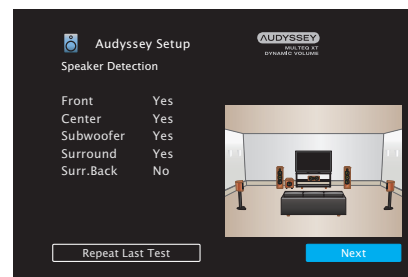 Audyssey Setup
AUDYSSEY
MULTEQ XT
DYNAMIC VOLUME
Speaker Detection
Front Yes
Center Yes
Subwoofer Yes
Surround Yes
Surr.Back No
Repeat Last Test
Next